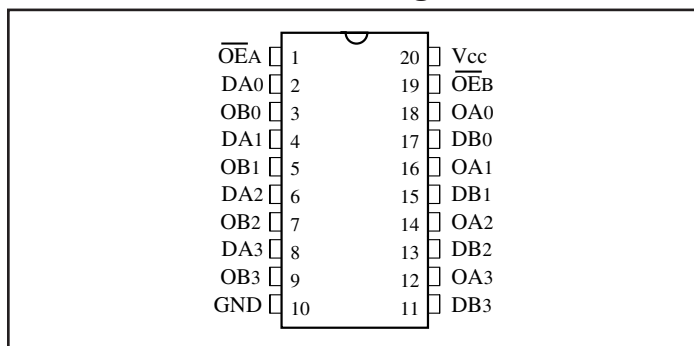 O̅E̅A 1 20 Vcc
DA0 2 19 O̅E̅B
OB0 3 18 OA0
DA1 4 17 DB0
OB1 5 16 OA1
DA2 6 15 DB1
OB2 7 14 OA2
DA3 8 13 DB2
OB3 9 12 OA3
GND 10 11 DB3